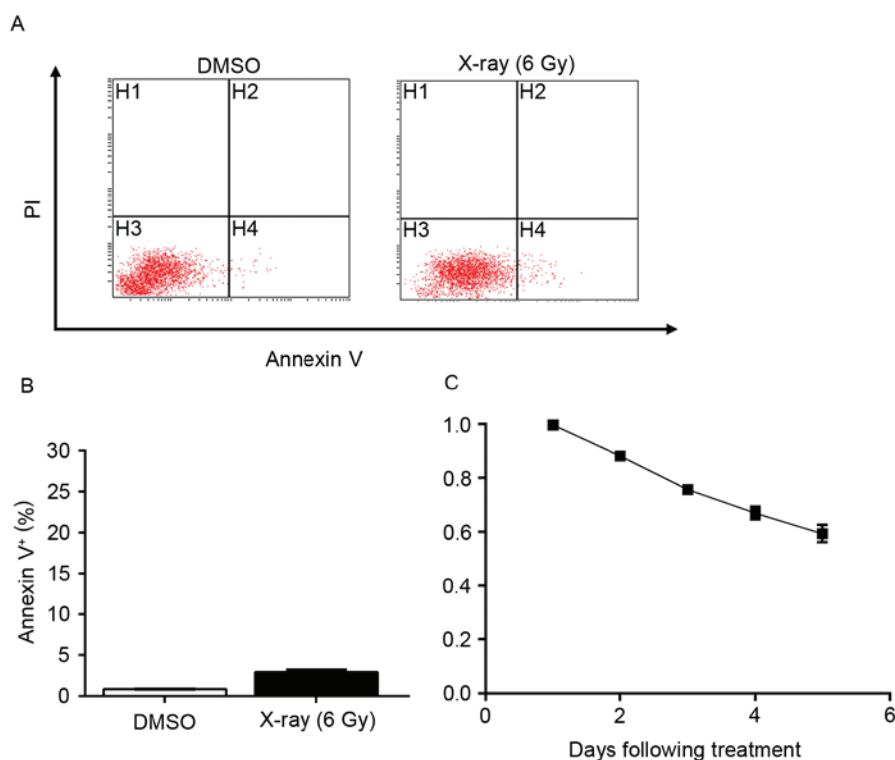 A
DMSO
X-ray (6 Gy)
H1 H2
H3 H4
H1 H2
H3 H4
PI
Annexin V
B
Annexin V⁺ (%)
30
25
20
15
10
5
0
DMSO
X-ray (6 Gy)
C
1.0
0.8
0.6
0.4
0.2
0.0
0 2 4 6
Days following treatment